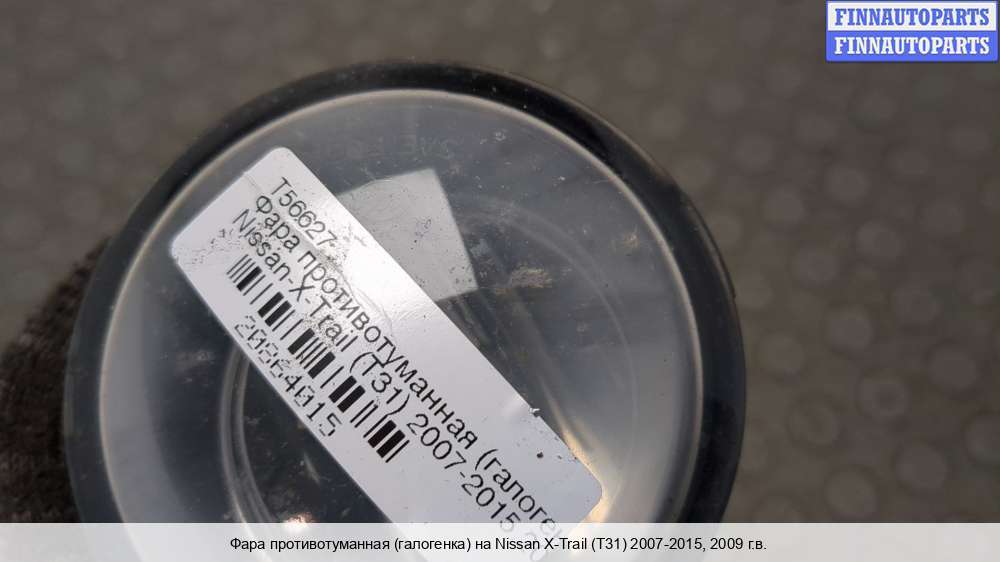 FINNAUTOPARTS
FINNAUTOPARTS
T56627
Фара противотуманная (галоген
Nissan-X-Trail (T31) 2007-2015
20864015
Фара противотуманная (галогенка) на Nissan X-Trail (T31) 2007-2015, 2009 г.в.